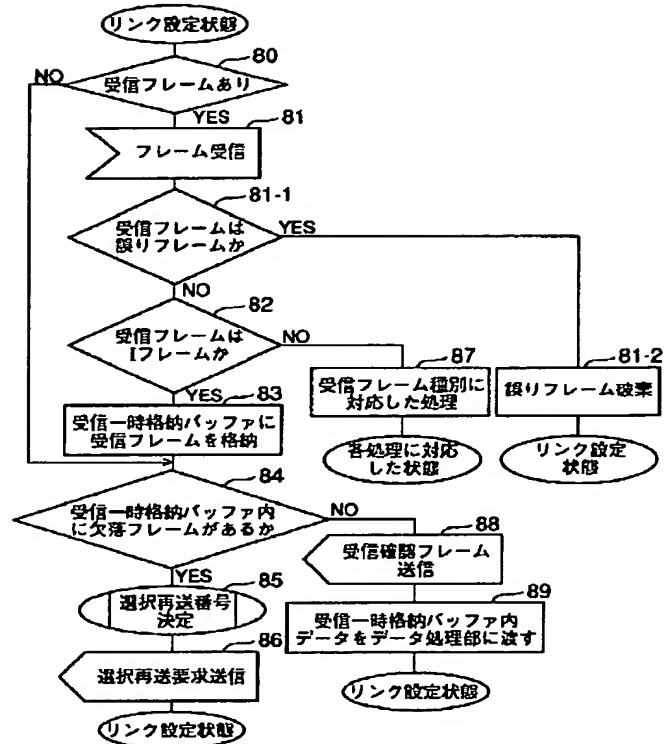 リンク設定状態
80
NO
受信フレームあり
YES
81
フレーム受信
81-1
受信フレームは
誤りフレームか
YES
NO
82
受信フレームは
Iフレームか
NO
YES
83
受信一時格納バッファに
受信フレームを格納
87
受信フレーム種別に
対応した処理
各処理に対応
した状態
81-2
誤りフレーム破棄
リンク設定
状態
84
受信一時格納バッファ内
に欠落フレームがあるか
NO
YES
85
選択再送番号
決定
86
選択再送要求送信
リンク設定状態
88
受信確認フレーム
送信
89
受信一時格納バッファ内
データをデータ処理部に渡す
リンク設定状態